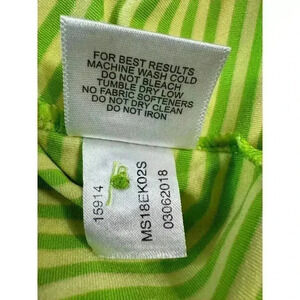 FOR BEST RESULTS
MACHINE WASH COLD
DO NOT BLEACH
TUMBLE DRY LOW
NO FABRIC SOFTENERS
DO NOT DRY CLEAN
DO NOT IRON
15914
MS18EK02S
03062018